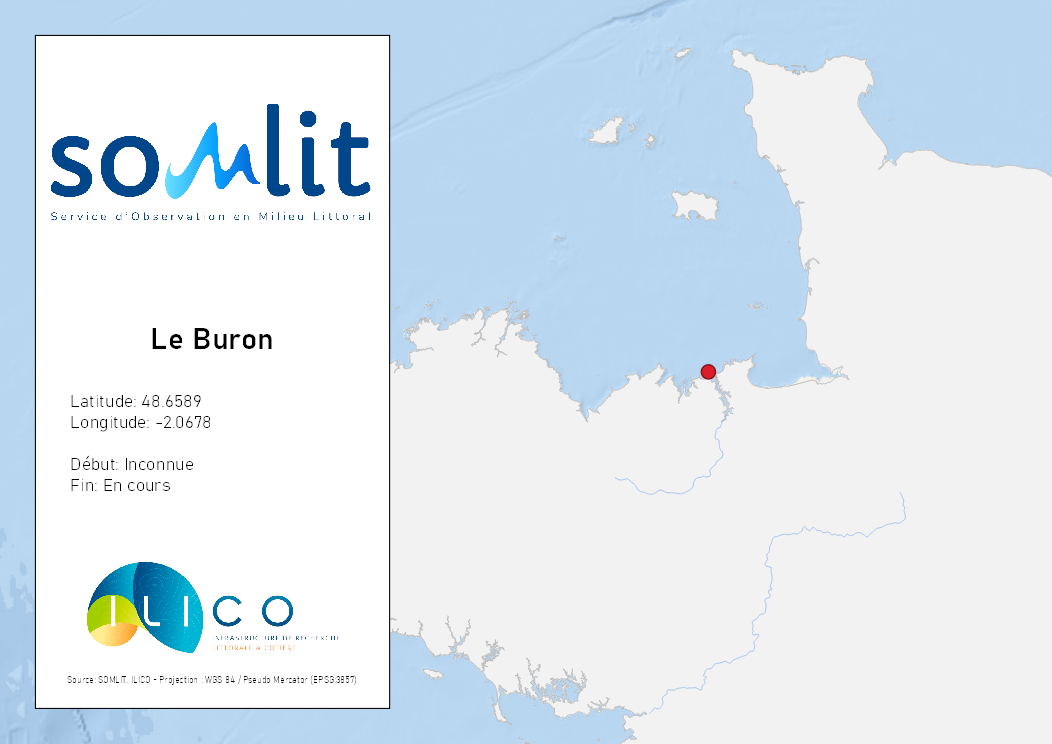 somlit
Service d'Observation en Milieu Littoral
Le Buron
Latitude: 48.6589
Longitude: -2.0678
Début: Inconnue
Fin: En cours
ILICO
INFRASTRUCTURE DE RECHERCHE
LITTORALE & CÔTIÈRE
Source: SOMLIT, ILICO - Projection : WGS 84 / Pseudo Mercator (EPSG:3857)